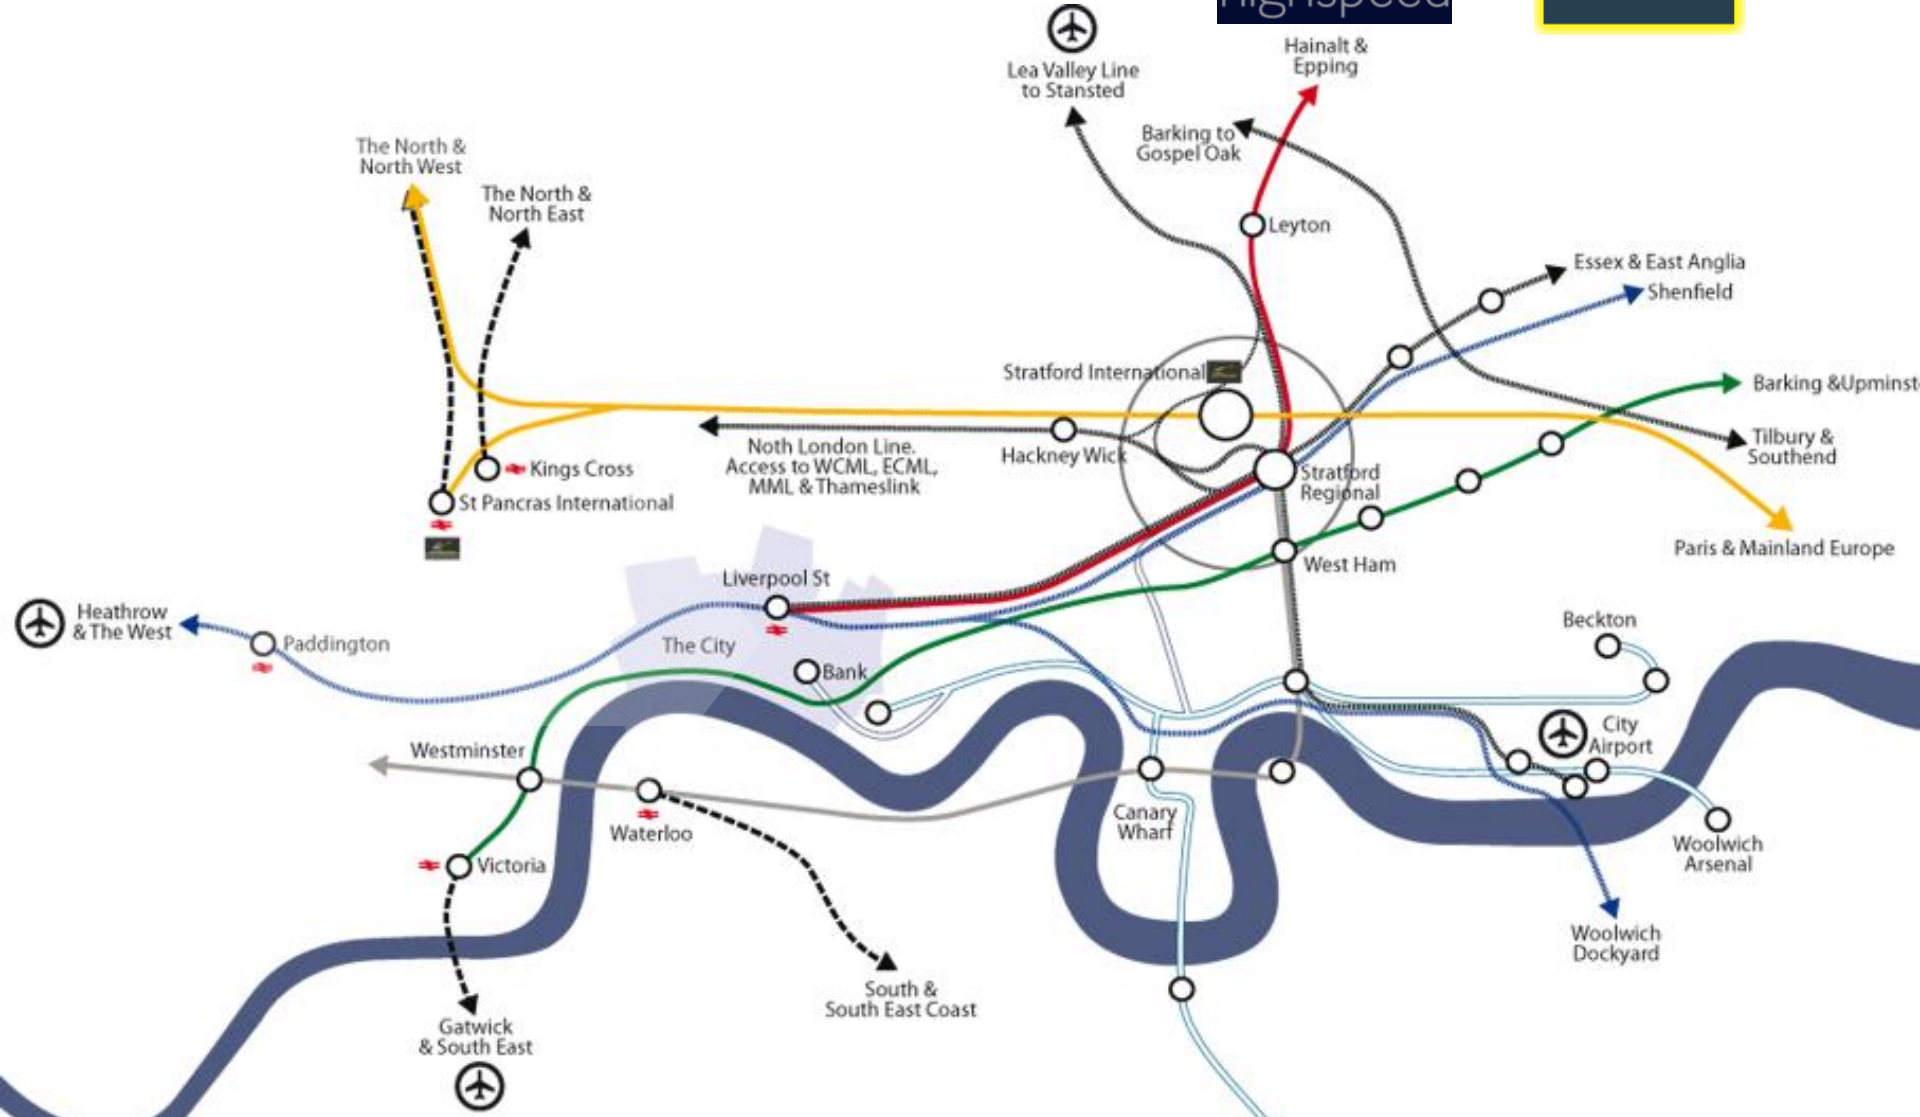 highspeed
Hainalt &
Epping
Lea Valley Line
to Stansted
Barking to
Gospel Oak
The North &
North West
The North &
North East
Leyton
Essex & East Anglia
Shenfield
Stratford International
Barking &Upminst
Noth London Line.
Access to WCML, ECML,
MML & Thameslink
Hackney Wick
Tilbury &
Southend
Kings Cross
St Pancras International
Stratford
Regional
Paris & Mainland Europe
West Ham
Liverpool St
Heathrow
& The West
Paddington
The City
Bank
Beckton
City
Airport
Westminster
Waterloo
Canary
Wharf
Woolwich
Arsenal
Victoria
Woolwich
Dockyard
South &
South East Coast
Gatwick
& South East